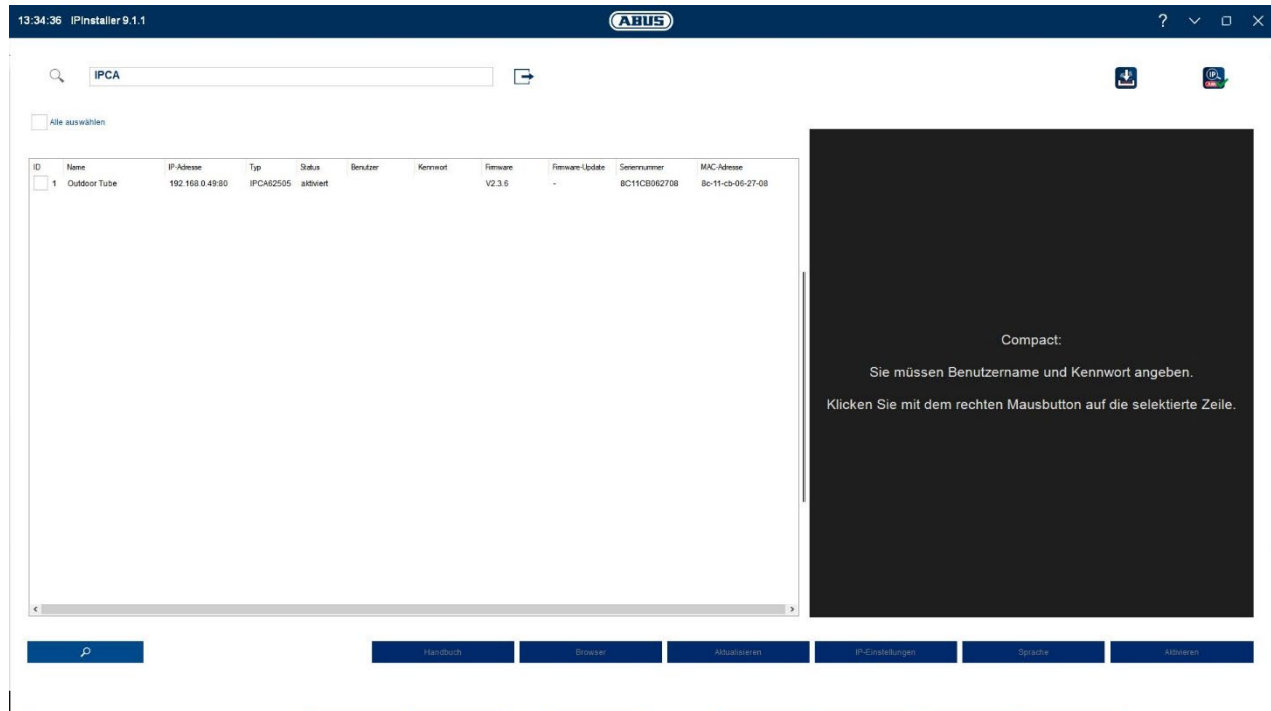 13:34:36 IPInstaller 9.1.1 ABUS ?
IPCA
Alle auswählen
ID Name IP-Adresse Typ Status Benutzer Kennwort Firmware Firmware-Update Seriennummer MAC-Adresse
1 Outdoor Tube 192.168.0.49:80 IPCA62505 aktiviert V2.3.6 - 8C11CB062708 8c-11-cb-06-27-08
Compact:
Sie müssen Benutzername und Kennwort angeben.
Klicken Sie mit dem rechten Mausbutton auf die selektierte Zeile.
Handbuch Browser Aktualisieren IP-Einstellungen Sprache Aktivieren